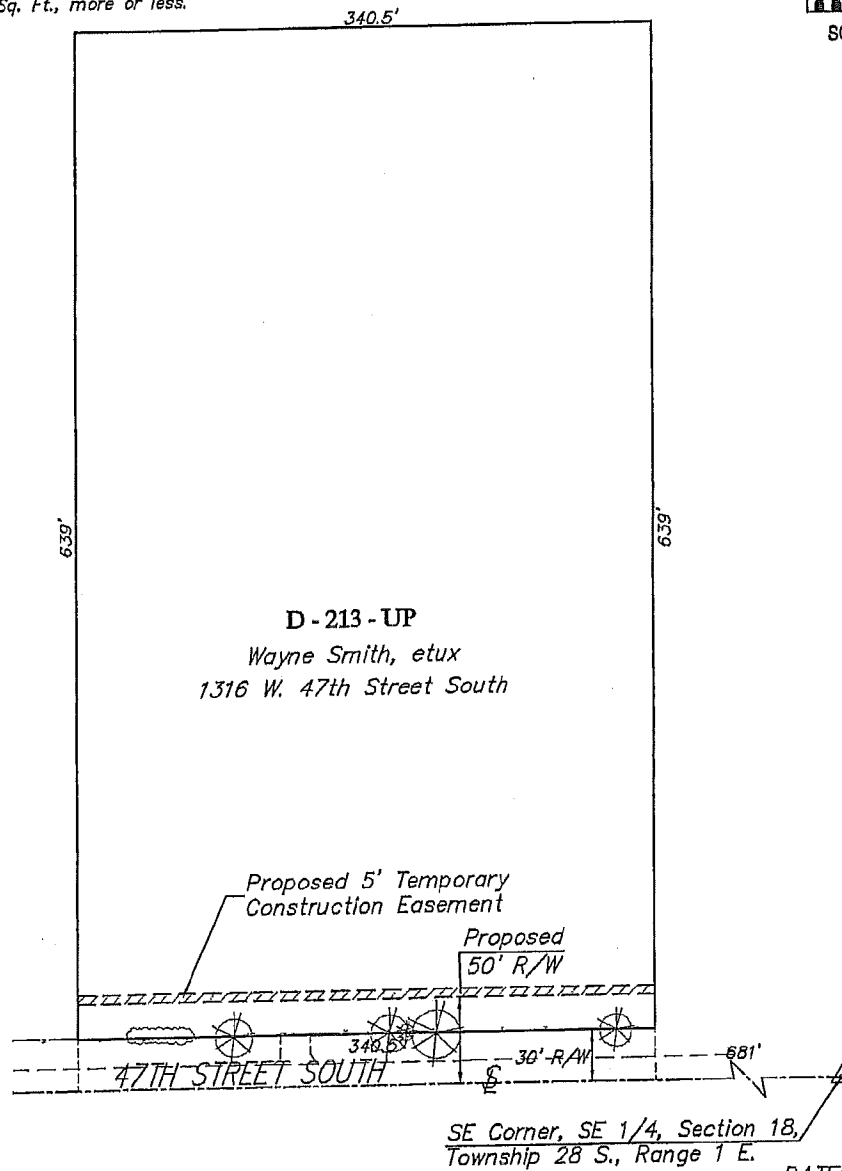 Sq. Ft., more or less.
340.5'
639'
639'
D - 213 - UP
Wayne Smith, etux
1316 W. 47th Street South
Proposed 5' Temporary
Construction Easement
Proposed
50' R/W
340.5'
30' R/W
681'
47TH STREET SOUTH
SE Corner, SE 1/4, Section 18,
Township 28 S., Range 1 E.